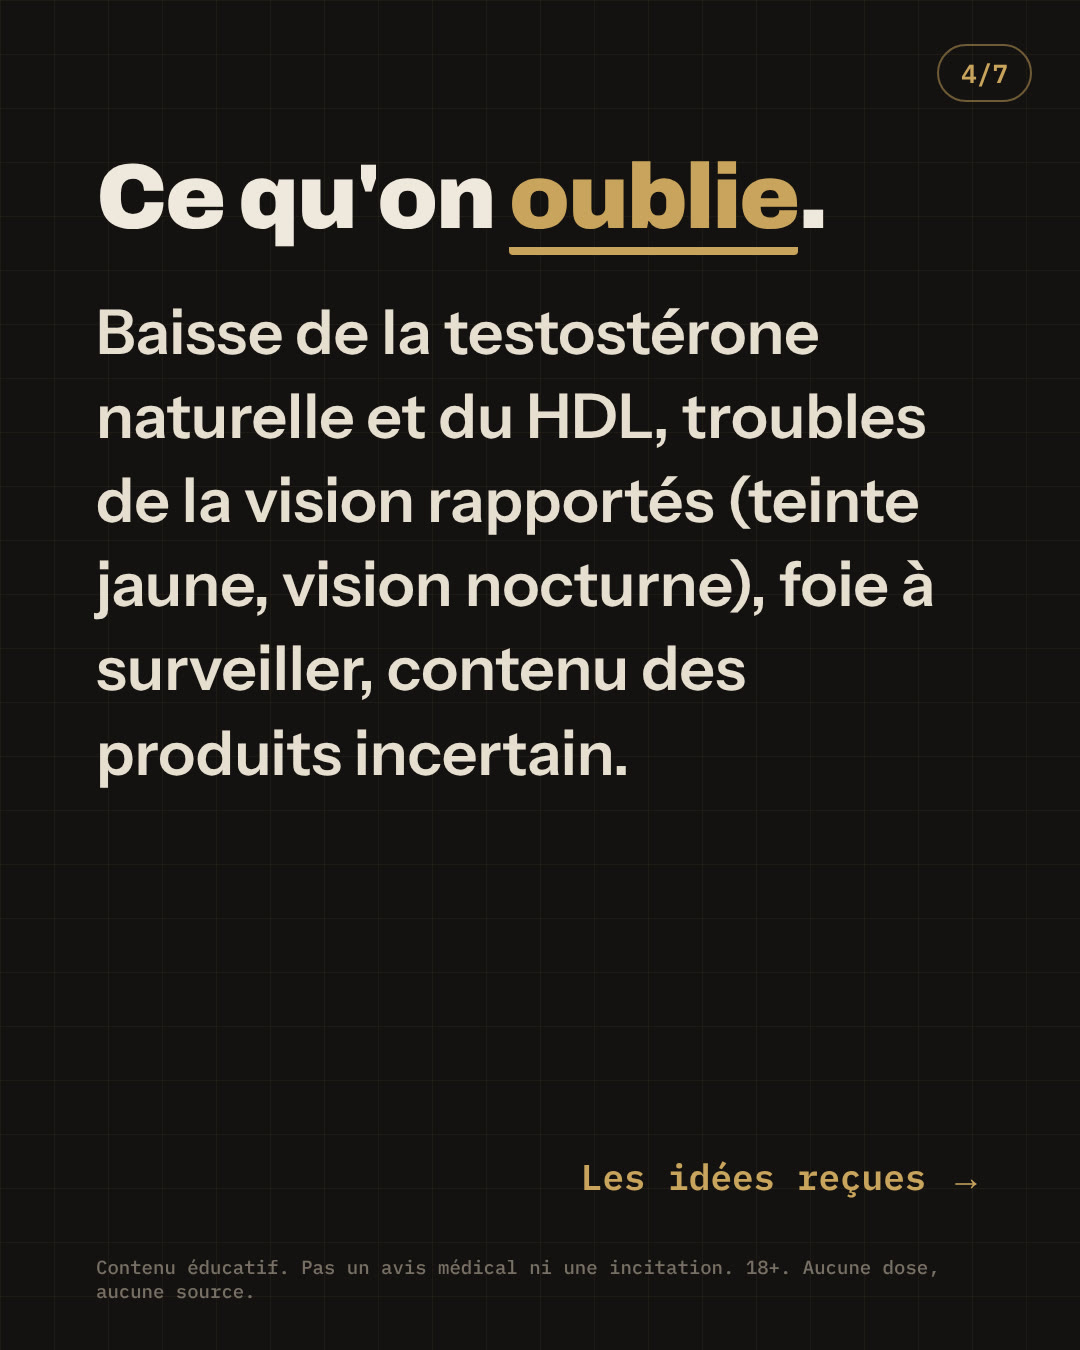 4/7
Ce qu'on oublie.
Baisse de la testostérone
naturelle et du HDL, troubles
de la vision rapportés (teinte
jaune, vision nocturne), foie à
surveiller, contenu des
produits incertain.
Les idées reçues →
Contenu éducatif. Pas un avis médical ni une incitation. 18+. Aucune dose,
aucune source.